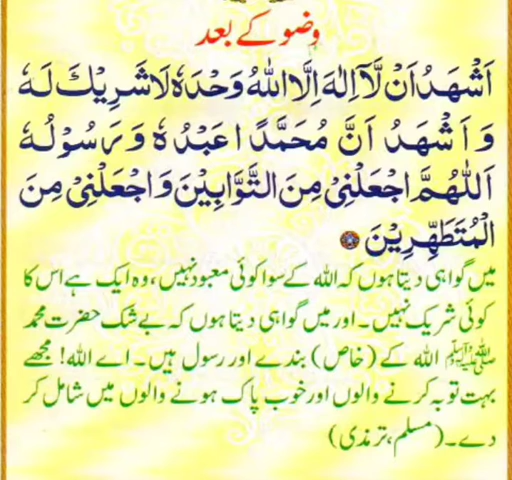 وضو کے بعد
اَشْهَدُ اَنْ لَّآ اِلٰهَ اِلَّا اللهُ وَحْدَهٗ لَا شَرِيْكَ لَهٗ
وَ اَشْهَدُ اَنَّ مُحَمَّدًا عَبْدُهٗ وَ رَسُوْلُهٗ
اَللّٰهُمَّ اجْعَلْنِيْ مِنَ التَّوَّابِيْنَ وَ اجْعَلْنِيْ مِنَ
الْمُتَطَهِّرِيْنَ
میں گواہی دیتا ہوں کہ اللہ کے سوا کوئی معبود نہیں، وہ ایک ہے اس کا
کوئی شریک نہیں۔ اور میں گواہی دیتا ہوں کہ بے شک حضرت محمد
ﷺ اللہ کے (خاص) بندے اور رسول ہیں۔ اے اللہ! مجھے
بہت توبہ کرنے والوں اور خوب پاک ہونے والوں میں شامل کر
دے۔ (مسلم، ترمذی)